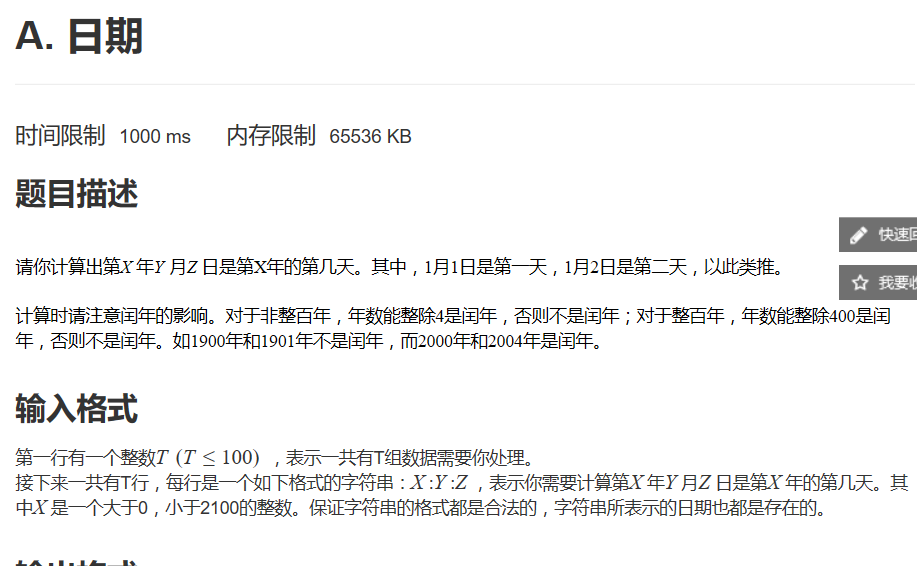 A. 日期
时间限制 1000 ms 内存限制 65536 KB
题目描述
快速回
请你计算出第X年Y月Z日是第X年的第几天。其中，1月1日是第一天，1月2日是第二天，以此类推。
我要
计算时请注意闰年的影响。对于非整百年，年数能整除4是闰年，否则不是闰年；对于整百年，年数能整除400是闰
年，否则不是闰年。如1900年和1901年不是闰年，而2000年和2004年是闰年。
输入格式
第一行有一个整数T (T ≤ 100) ，表示一共有T组数据需要你处理。
接下来一共有T行，每行是一个如下格式的字符串：X:Y:Z ，表示你需要计算第X年Y月Z日是第X年的第几天。其
中X是一个大于0，小于2100的整数。保证字符串的格式都是合法的，字符串所表示的日期也都是存在的。